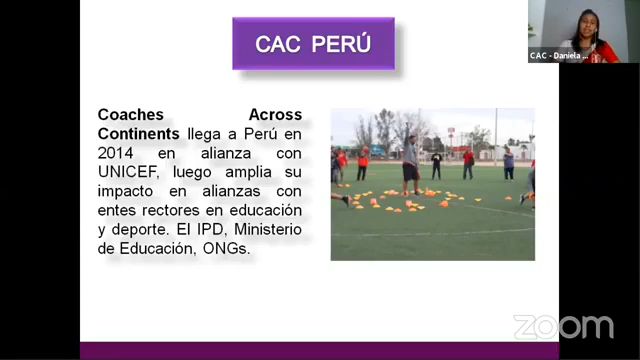 CAC PERÚ
CAC - Daniela ...
Coaches Across
Continents llega a Perú en
2014 en alianza con
UNICEF, luego amplia su
impacto en alianzas con
entes rectores en educación
y deporte. El IPD, Ministerio
de Educación, ONGs.
zoom